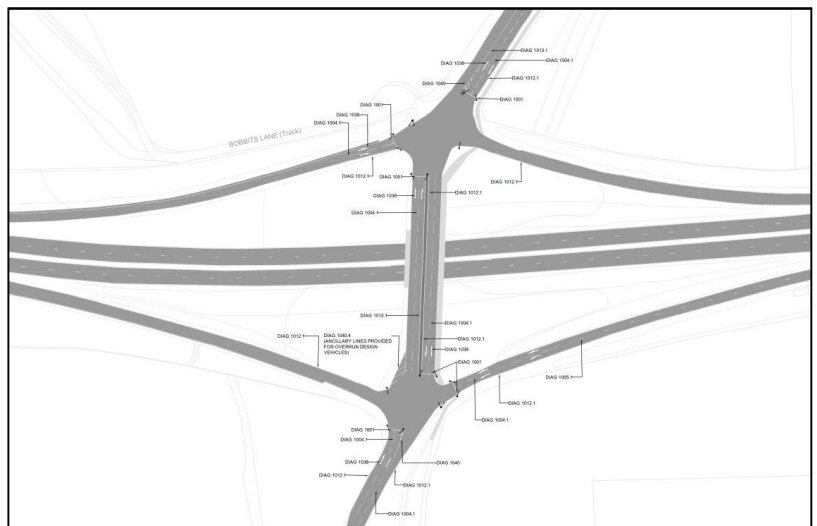 DIAG 1013.1
DIAG 1038
DIAG 1004.1
DIAG 1040
DIAG 1012.1
DIAG 1001
DIAG 1001
DIAG 1038
DIAG 1004.1
BOBBITS LANE (Track)
DIAG 1012.1
DIAG 1001
DIAG 1012.1
DIAG 1012.1
DIAG 1038
DIAG 1004.1
DIAG 1012.1
DIAG 1004.1
DIAG 1012.1
DIAG 1040.4
(ANCILLARY LINES PROVIDED
FOR OVERRUN DESIGN
VEHICLES)
DIAG 1012.1
DIAG 1038
DIAG 1001
DIAG 1005.1
DIAG 1012.1
DIAG 1004.1
DIAG 1001
DIAG 1004.1
DIAG 1038
DIAG 1040
DIAG 1012.1
DIAG 1012.1
DIAG 1004.1